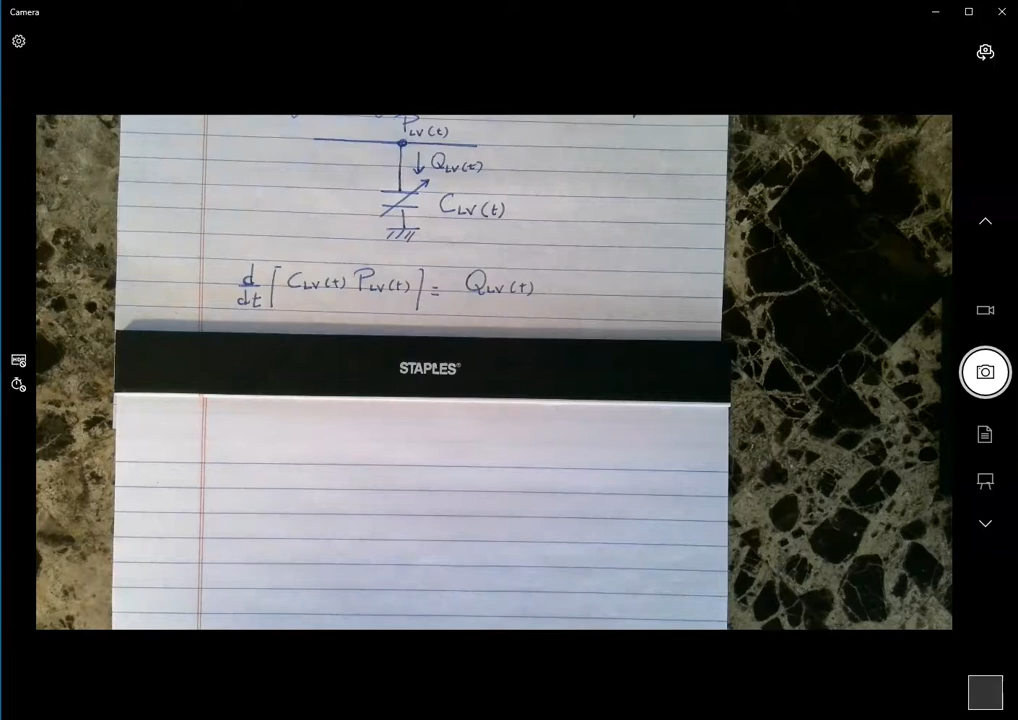 Camera
P_LV(t)
Q_LV(t)
C_LV(t)
d/dt [ C_LV(t) P_LV(t) ] = Q_LV(t)
STAPLES®